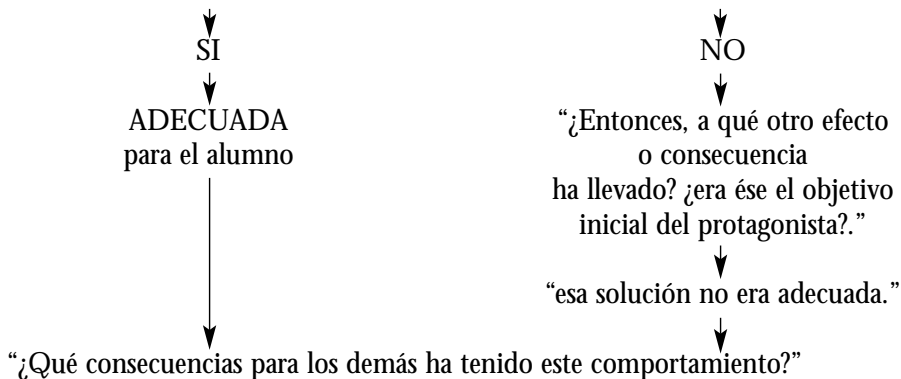 SI
NO
ADECUADA
para el alumno
“¿Entonces, a qué otro efecto
o consecuencia
ha llevado? ¿era ése el objetivo
inicial del protagonista?.”
“esa solución no era adecuada.”
“¿Qué consecuencias para los demás ha tenido este comportamiento?”